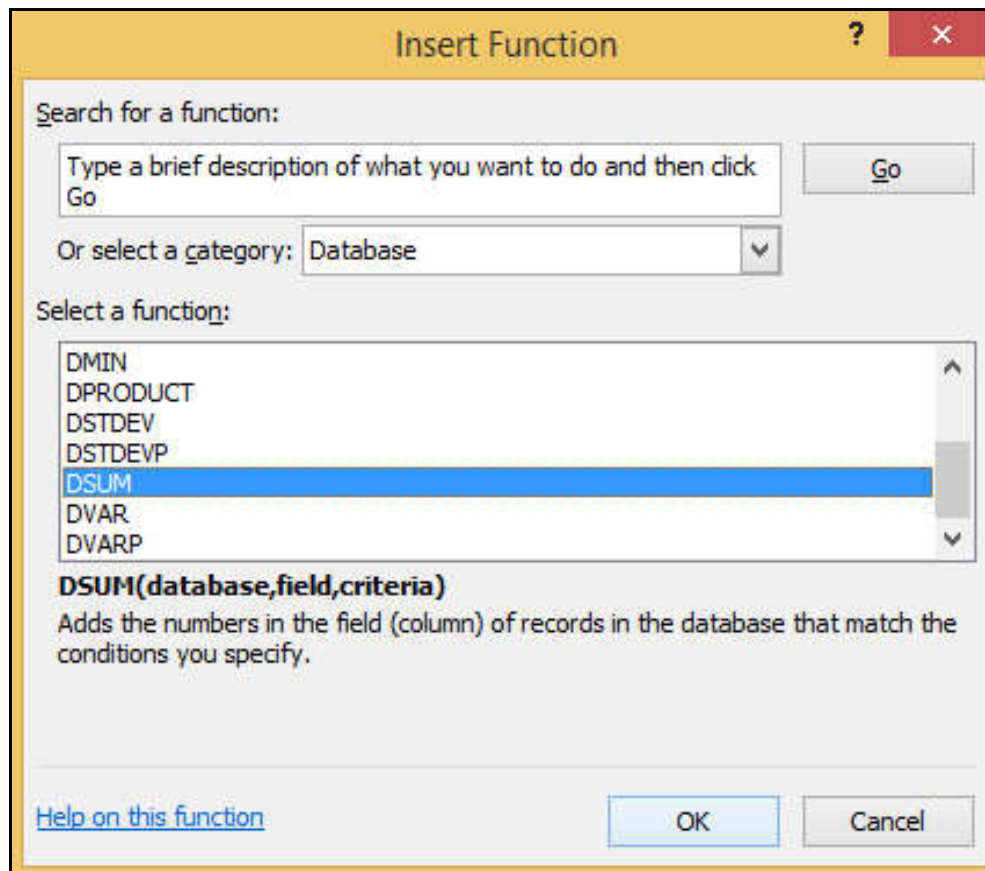 Insert Function
?
×
Search for a function:
Type a brief description of what you want to do and then click
Go
Go
Or select a category: Database
Select a function:
DMIN
DPRODUCT
DSTDEV
DSTDEVP
DSUM
DVAR
DVARP
DSUM(database,field,criteria)
Adds the numbers in the field (column) of records in the database that match the
conditions you specify.
Help on this function
OK
Cancel